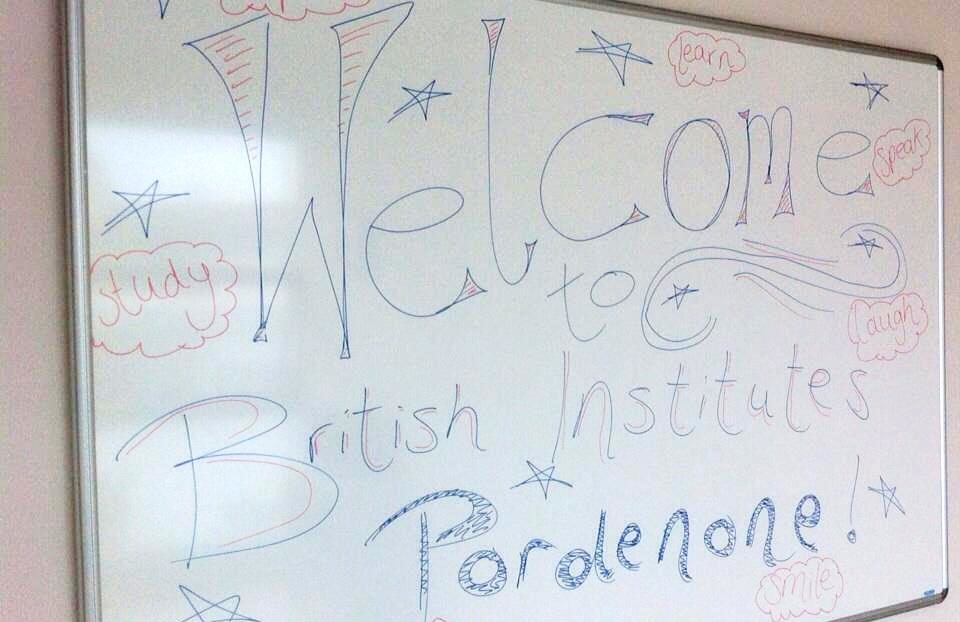 learn
Welcome
speak
study
to
laugh
British Institutes
Pordenone!
smile